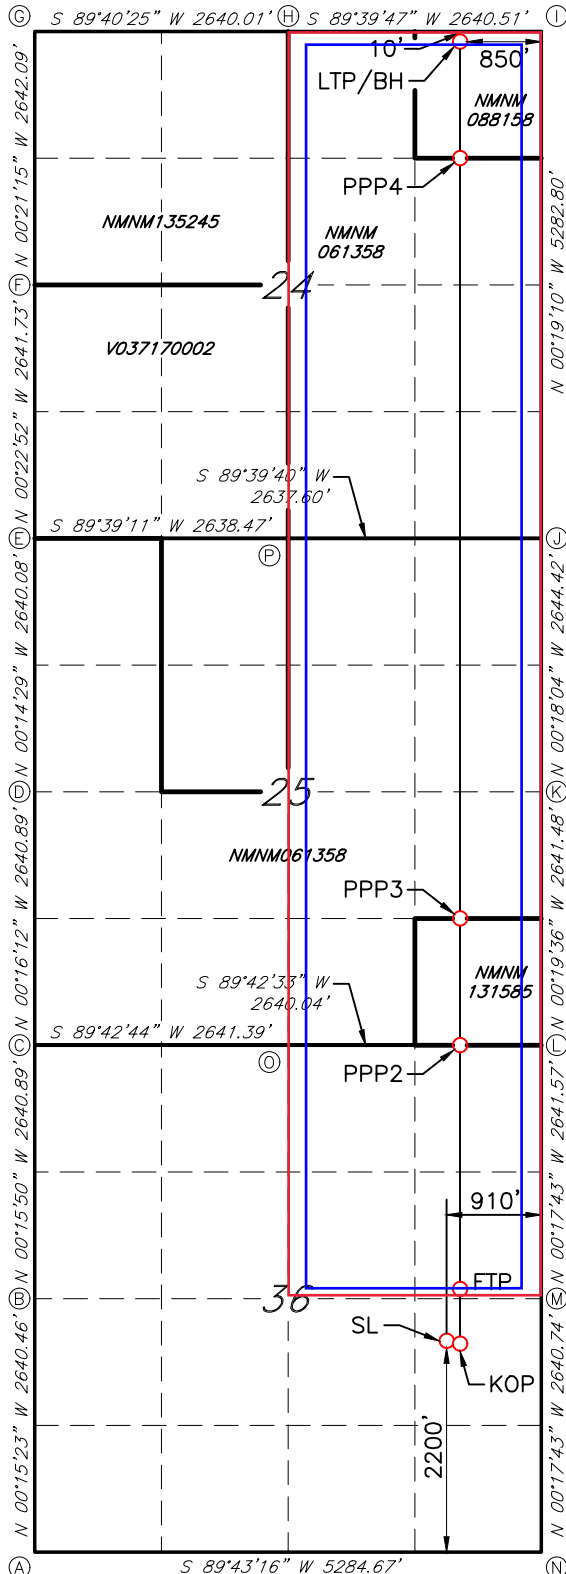 G
S 89°40'25" W 2640.01'
H
S 89°39'47" W 2640.51'
I
10'
850'
LTP/BH
NMNM
088158
N 00°21'15" W 2642.09'
PPP4
N 00°19'10" W 5282.80'
NMNM135245
NMNM
061358
F
24
V037170002
N 00°22'52" W 2641.73'
S 89°39'40" W
2637.60'
S 89°39'11" W 2638.47'
E
P
J
N 00°14'29" W 2640.08'
N 00°18'04" W 2644.42'
D
25
K
NMNM061358
PPP3
N 00°16'12" W 2640.89'
N 00°19'36" W 2641.48'
NMNM
131585
S 89°42'33" W
2640.04'
S 89°42'44" W 2641.39'
C
O
L
PPP2
N 00°15'50" W 2640.89'
N 00°17'43" W 2641.57'
910'
FTP
B
36
M
SL
KOP
2200'
N 00°15'23" W 2640.46'
N 00°17'43" W 2640.74'
A
S 89°43'16" W 5284.67'
N